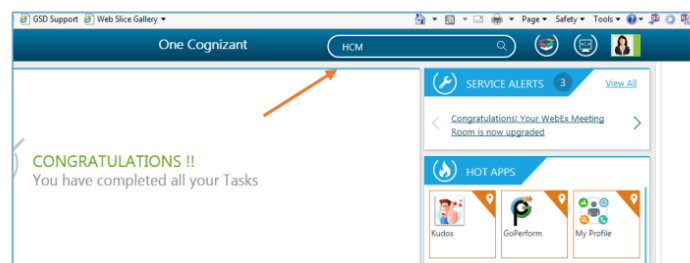 GSD Support Web Slice Gallery Page Safety Tools
One Cognizant HCM
SERVICE ALERTS 3 View All
Congratulations! Your WebEx Meeting
Room is now upgraded
CONGRATULATIONS !!
You have completed all your Tasks
HOT APPS
Kudos GoPerform My Profile